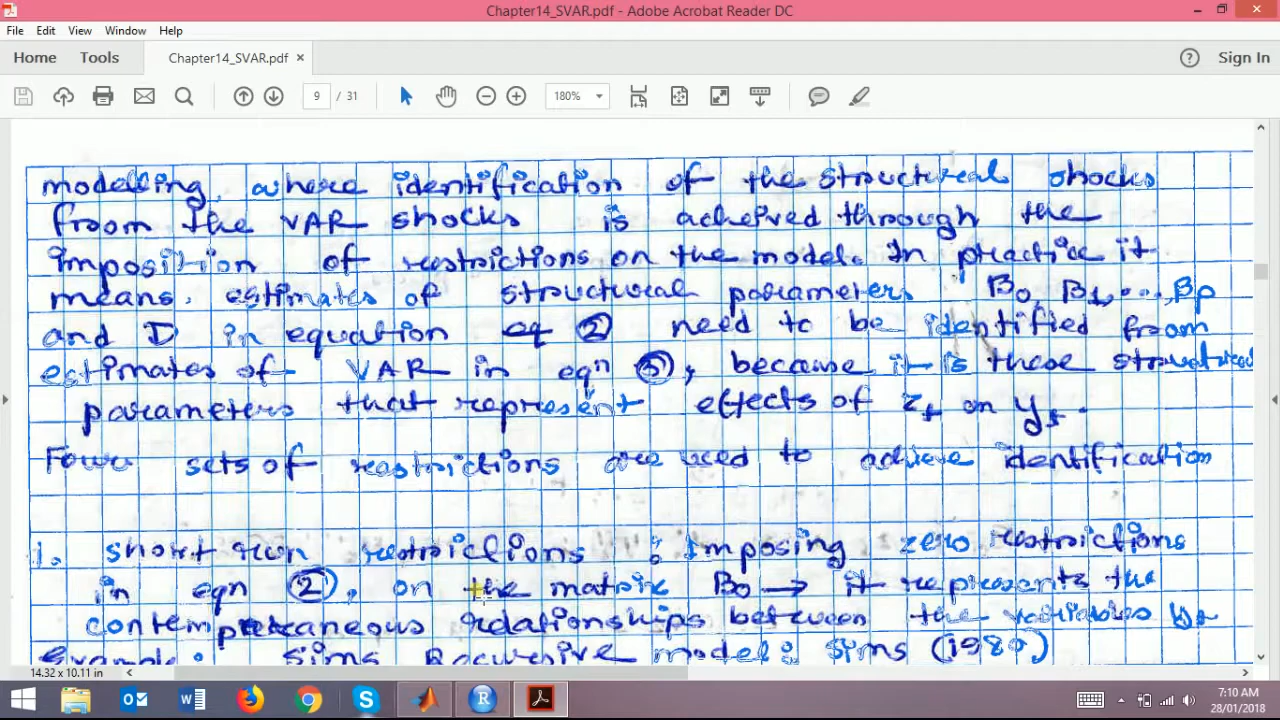 Chapter14_SVAR.pdf - Adobe Acrobat Reader DC
File Edit View Window Help
Home Tools Chapter14_SVAR.pdf × Sign In
9 / 31 180%
modelling, where identification of the structural shocks
from the VAR shocks is acheived through the
imposition of restrictions on the model. In practice it
means, estimates of structural parameters B0, B1, ..., Bp
and D in equation eq ② need to be identified from
estimates of VAR in eqn ⑤, because it is these structural
parameters that represent effects of zt on yt.
Four sets of restrictions are used to achieve identification
1. short run restrictions : Imposing zero restrictions
in eqn ②, on the matrix B0 → it represents the
contemporaneous relationships between the variables
Example: Sims Recursive model: Sims (1980)
14.32 x 10.11 in
7:10 AM
28/01/2018